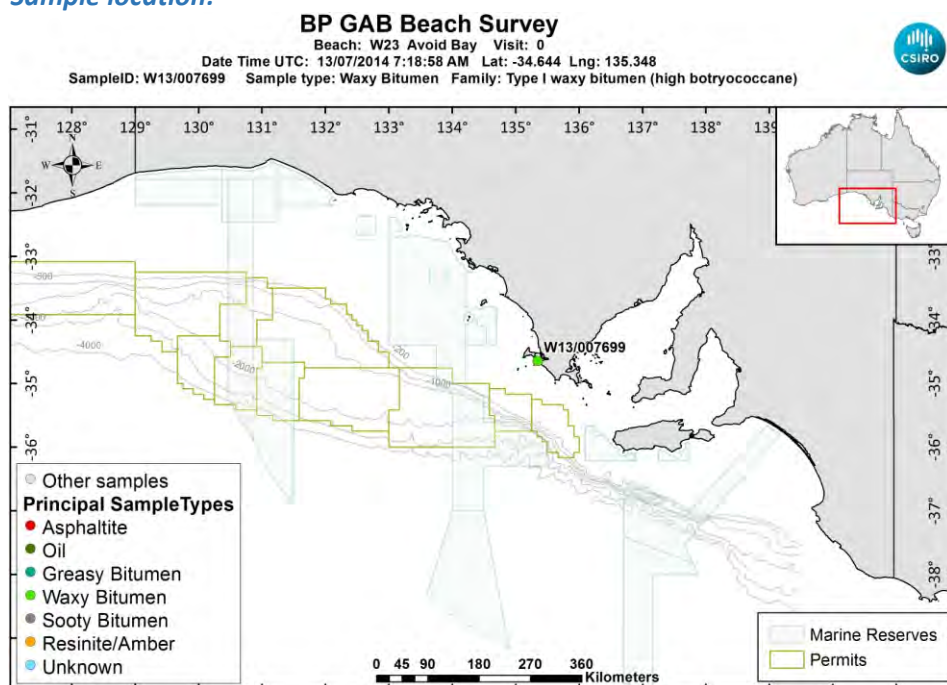 Sample location:
BP GAB Beach Survey
Beach: W23 Avoid Bay Visit: 0
Date Time UTC: 13/07/2014 7:18:58 AM Lat: -34.644 Lng: 135.348
SampleID: W13/007699 Sample type: Waxy Bitumen Family: Type I waxy bitumen (high botryococcane)
CSIRO
128° 129° 130° 131° 132° 133° 134° 135° 136° 137° 138° 139
-31°
-32°
-33°
-34°
-35°
-36°
-37°
-38°
N
W E
S
-4000
-2000
-200
-1000
W13/007699
-34°
-35°
-36°
-37°
-38°
Other samples
Principal SampleTypes
Asphaltite
Oil
Greasy Bitumen
Waxy Bitumen
Sooty Bitumen
Resinite/Amber
Unknown
0 45 90 180 270 360
Kilometers
Marine Reserves
Permits